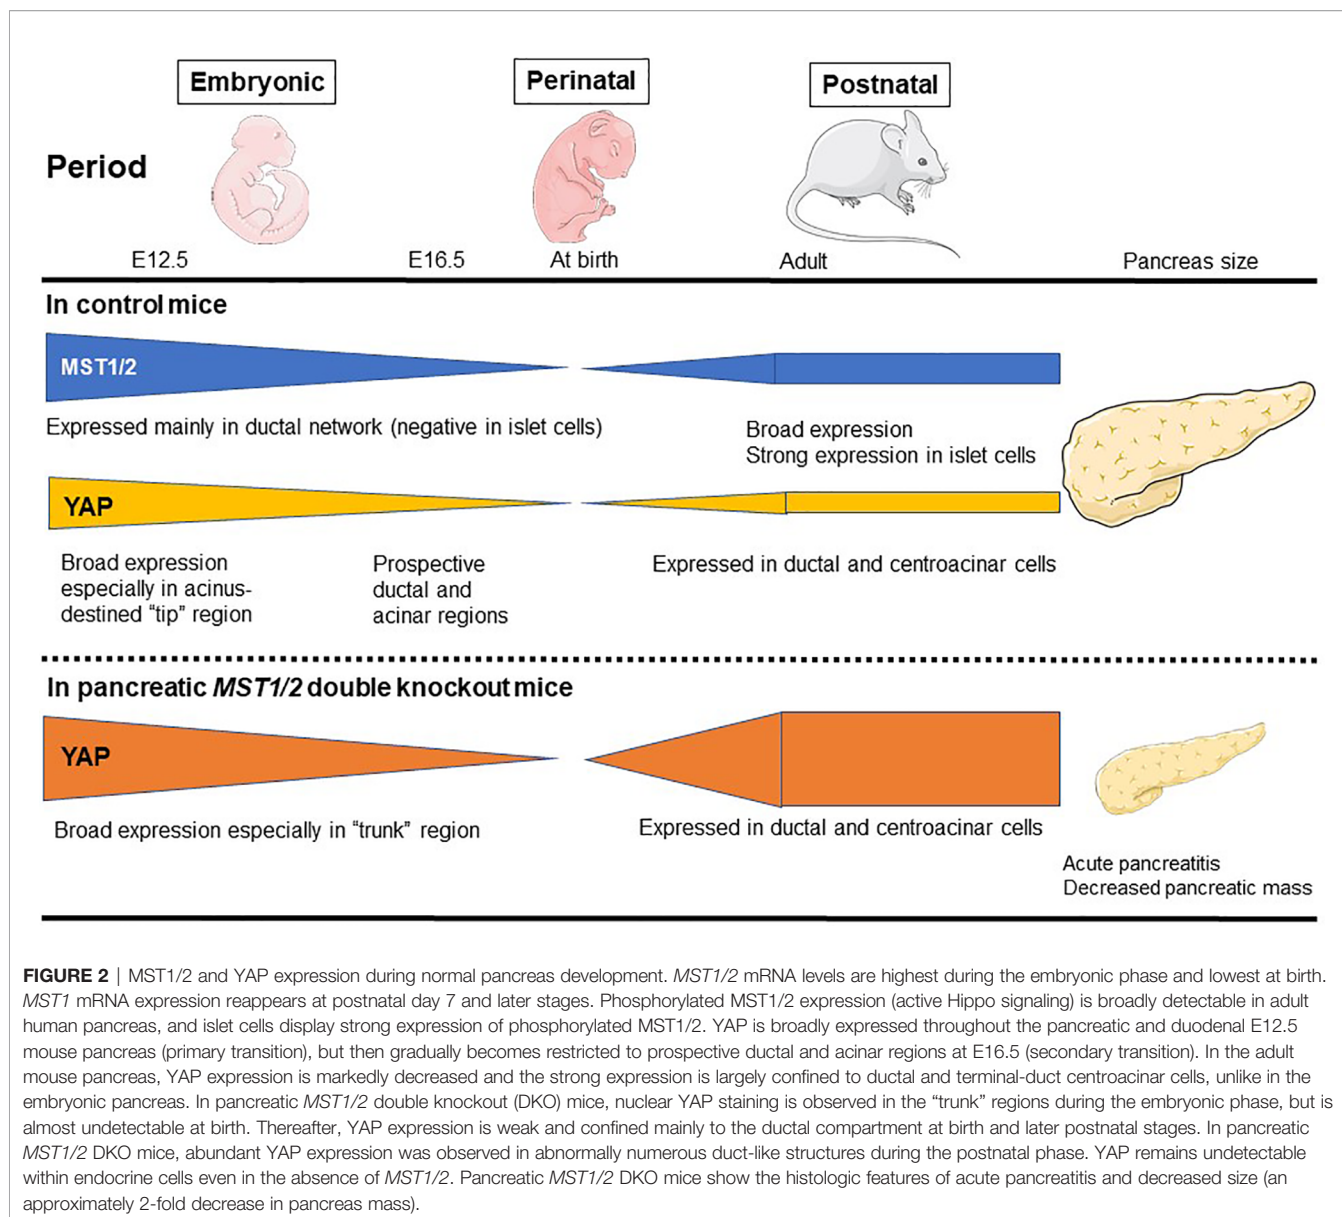 Embryonic
Perinatal
Postnatal
Period
E12.5
E16.5
At birth
Adult
Pancreas size
In control mice
MST1/2
Expressed mainly in ductal network (negative in islet cells)
Broad expression
Strong expression in islet cells
YAP
Broad expression
especially in acinus-
destined “tip” region
Prospective
ductal and
acinar regions
Expressed in ductal and centroacinar cells
In pancreatic MST1/2 double knockout mice
YAP
Broad expression especially in “trunk” region
Expressed in ductal and centroacinar cells
Acute pancreatitis
Decreased pancreatic mass
FIGURE 2 | MST1/2 and YAP expression during normal pancreas development. MST1/2 mRNA levels are highest during the embryonic phase and lowest at birth.
MST1 mRNA expression reappears at postnatal day 7 and later stages. Phosphorylated MST1/2 expression (active Hippo signaling) is broadly detectable in adult
human pancreas, and islet cells display strong expression of phosphorylated MST1/2. YAP is broadly expressed throughout the pancreatic and duodenal E12.5
mouse pancreas (primary transition), but then gradually becomes restricted to prospective ductal and acinar regions at E16.5 (secondary transition). In the adult
mouse pancreas, YAP expression is markedly decreased and the strong expression is largely confined to ductal and terminal-duct centroacinar cells, unlike in the
embryonic pancreas. In pancreatic MST1/2 double knockout (DKO) mice, nuclear YAP staining is observed in the “trunk” regions during the embryonic phase, but is
almost undetectable at birth. Thereafter, YAP expression is weak and confined mainly to the ductal compartment at birth and later postnatal stages. In pancreatic
MST1/2 DKO mice, abundant YAP expression was observed in abnormally numerous duct-like structures during the postnatal phase. YAP remains undetectable
within endocrine cells even in the absence of MST1/2. Pancreatic MST1/2 DKO mice show the histologic features of acute pancreatitis and decreased size (an
approximately 2-fold decrease in pancreas mass).